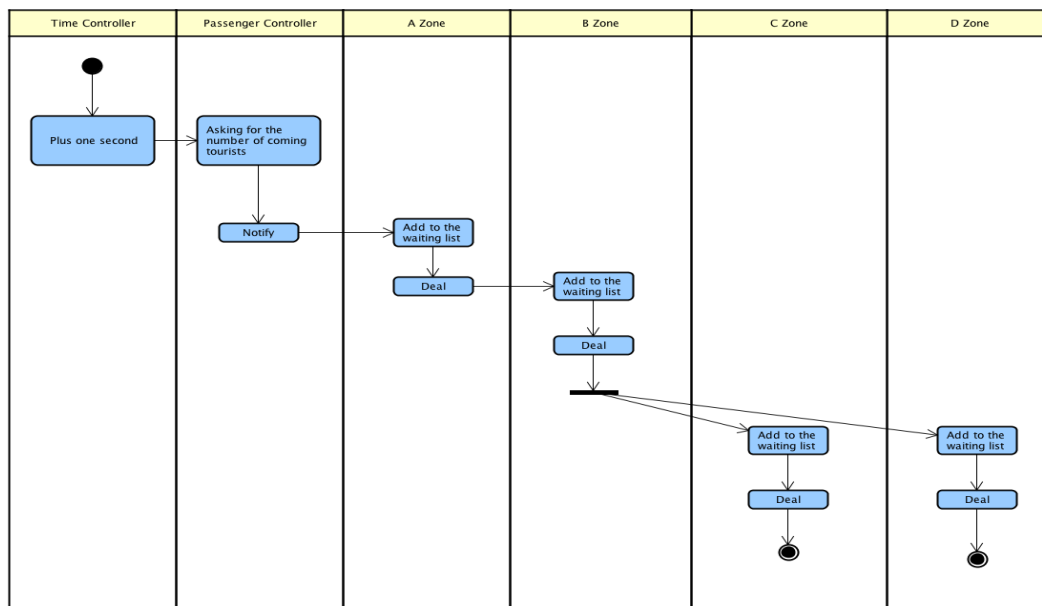 Time Controller
Passenger Controller
A Zone
B Zone
C Zone
D Zone
Plus one second
Asking for the
number of coming
tourists
Notify
Add to the
waiting list
Deal
Add to the
waiting list
Deal
Add to the
waiting list
Add to the
waiting list
Deal
Deal